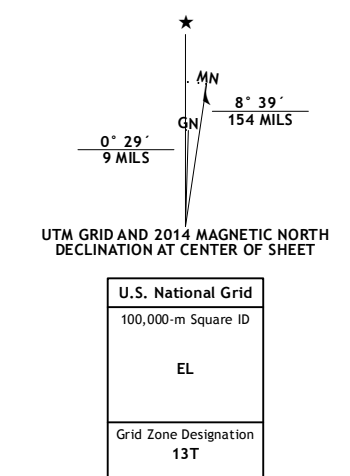 MN
GN
8° 39´
154 MILS
0° 29´
9 MILS
UTM GRID AND 2014 MAGNETIC NORTH
DECLINATION AT CENTER OF SHEET
U.S. National Grid
100,000-m Square ID
EL
Grid Zone Designation
13T